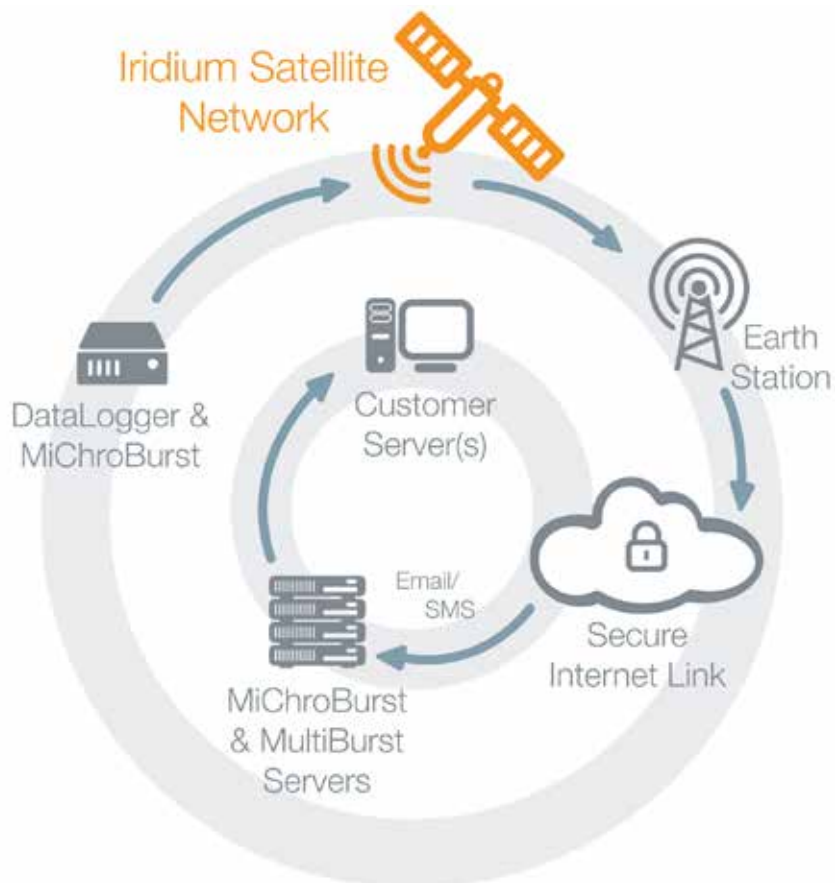 Iridium Satellite
Network
Earth
Station
DataLogger &
MiChroBurst
Customer
Server(s)
Email/
SMS
Secure
Internet Link
MiChroBurst
& MultiBurst
Servers